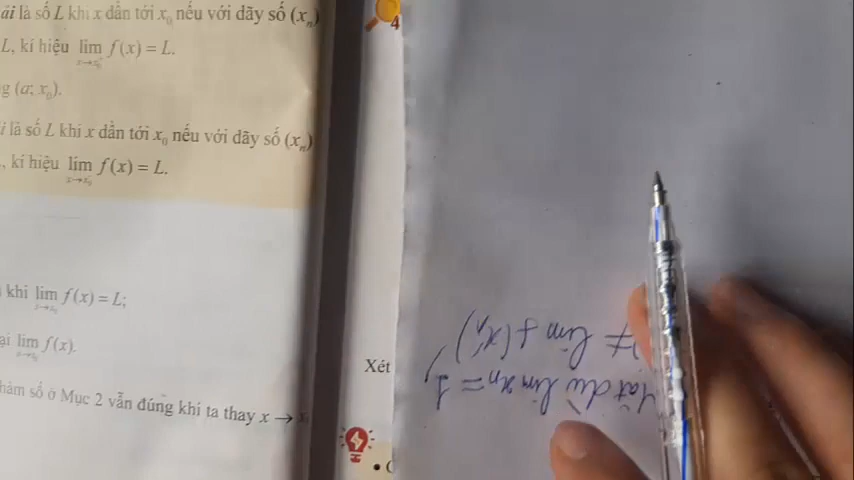 ải là số L khi x dần tới x₀ nếu với dãy số (xₙ)
L, kí hiệu lim f(x) = L.
g (a; x₀).
i là số L khi x dần tới x₀ nếu với dãy số (xₙ)
, kí hiệu lim f(x) = L.
khi lim f(x) = L;
ại lim f(x).
hàm số ở Mục 2 vẫn đúng khi ta thay x →
4
Xét
mặt dù lim xₙ = 1,
≠ lim f(x'ₙ)